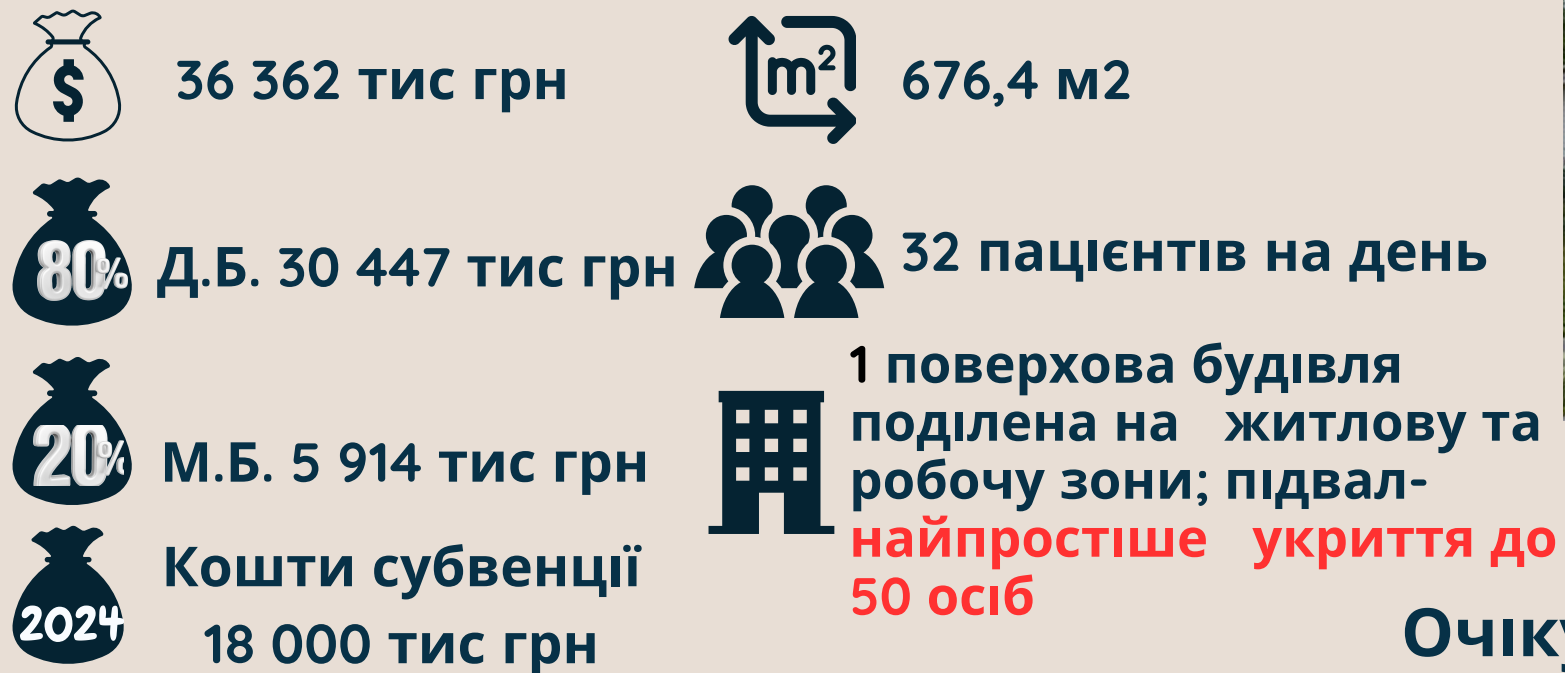 $
36 362 тис грн
m²
676,4 м2
80%
Д.Б. 30 447 тис грн
32 пацієнтів на день
20%
М.Б. 5 914 тис грн
1 поверхова будівля
поділена на житлову та
робочу зони; підвал-
найпростіше укриття до
50 осіб
2024
Кошти субвенції
18 000 тис грн